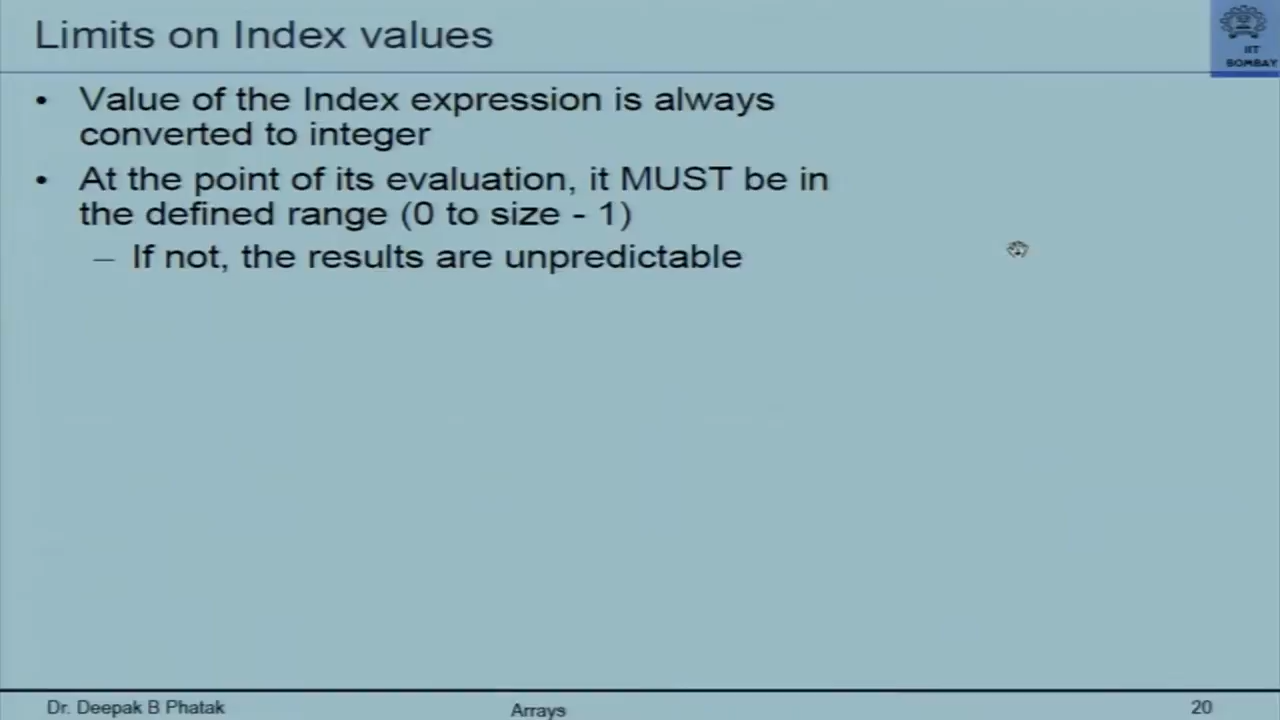 Limits on Index values
IIT
BOMBAY
• Value of the Index expression is always
converted to integer
• At the point of its evaluation, it MUST be in
the defined range (0 to size - 1)
– If not, the results are unpredictable
Dr. Deepak B Phatak
Arrays
20